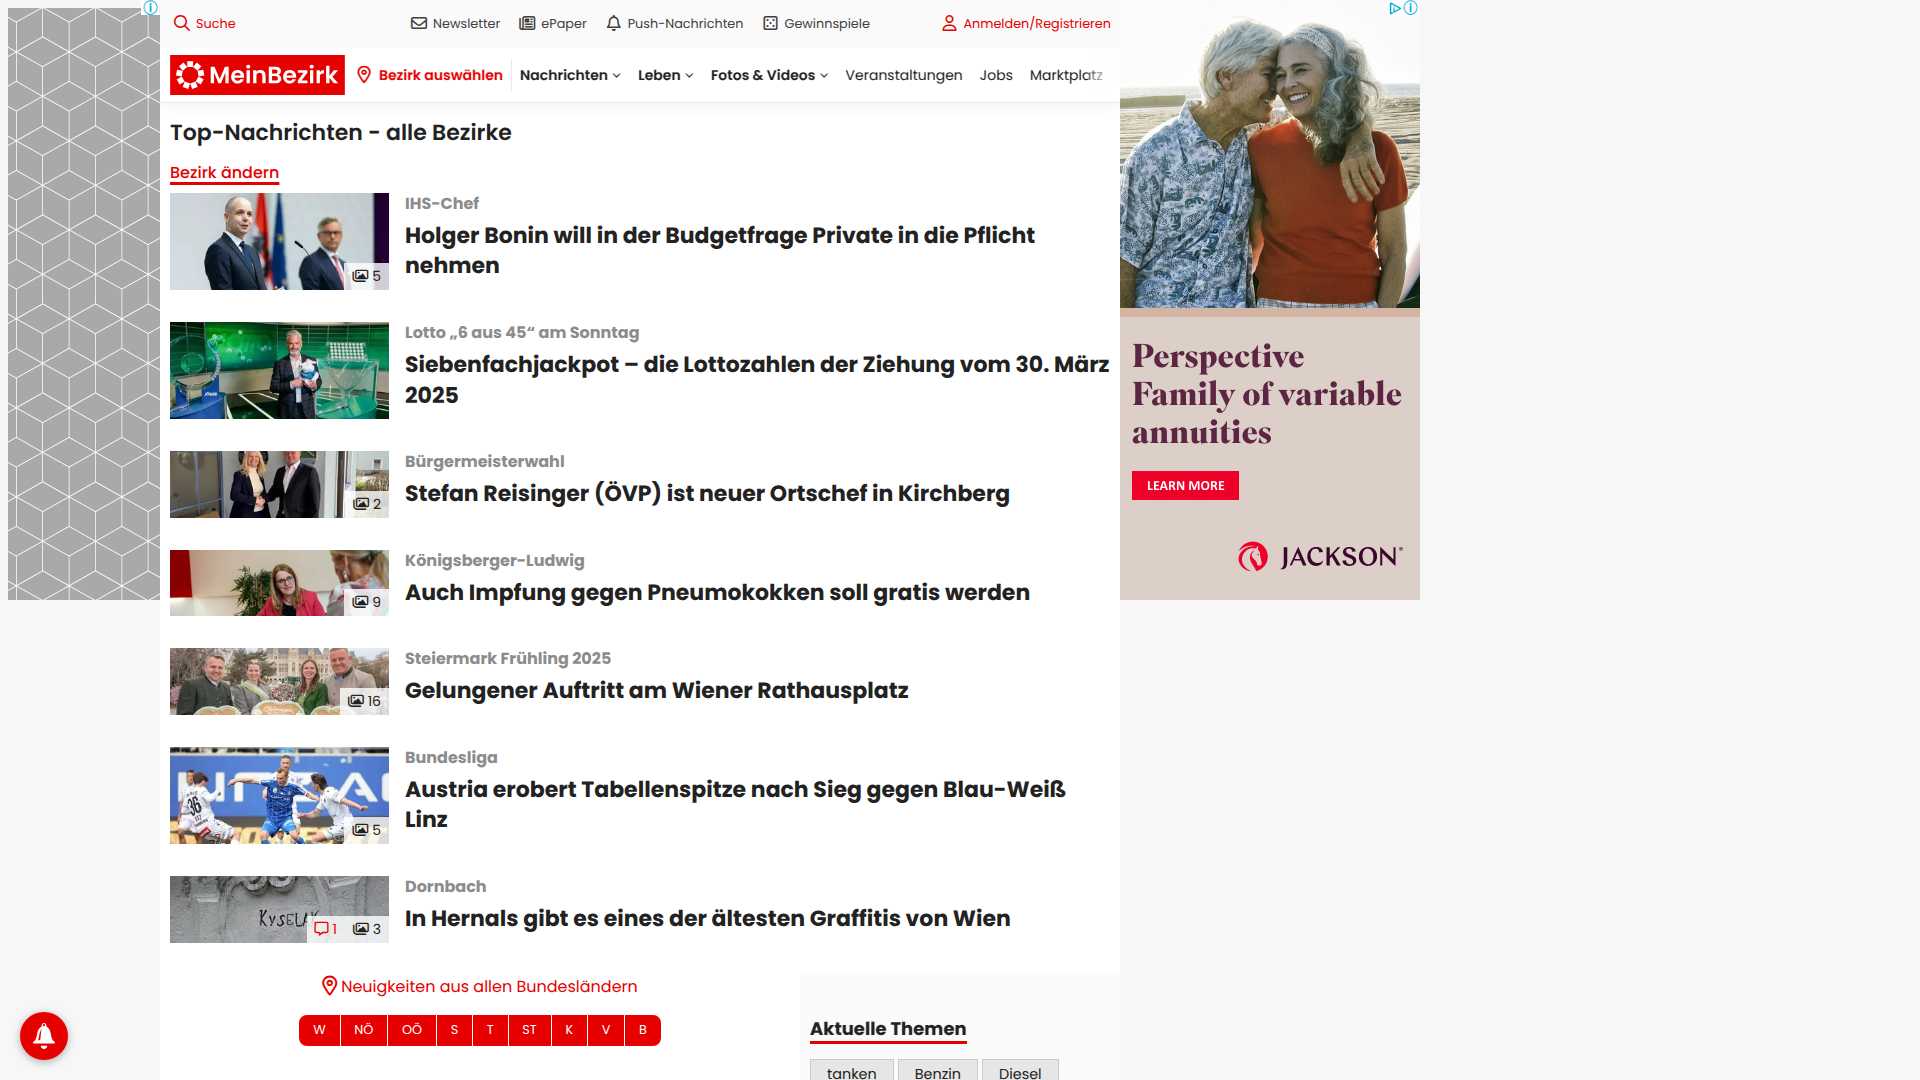 Suche
Newsletter
ePaper
Push-Nachrichten
Gewinnspiele
Anmelden/Registrieren
MeinBezirk
Bezirk auswählen
Nachrichten
Leben
Fotos & Videos
Veranstaltungen
Jobs
Marktplatz
Top-Nachrichten - alle Bezirke
Bezirk ändern
5
IHS-Chef
Holger Bonin will in der Budgetfrage Private in die Pflicht
nehmen
Lotto „6 aus 45“ am Sonntag
Siebenfachjackpot – die Lottozahlen der Ziehung vom 30. März
2025
2
Bürgermeisterwahl
Stefan Reisinger (ÖVP) ist neuer Ortschef in Kirchberg
9
Königsberger-Ludwig
Auch Impfung gegen Pneumokokken soll gratis werden
16
Steiermark Frühling 2025
Gelungener Auftritt am Wiener Rathausplatz
36
5
Bundesliga
Austria erobert Tabellenspitze nach Sieg gegen Blau-Weiß
Linz
KYSELAK
1
3
Dornbach
In Hernals gibt es eines der ältesten Graffitis von Wien
Neuigkeiten aus allen Bundesländern
W NÖ OÖ S T ST K V B
Aktuelle Themen
tanken
Benzin
Diesel
Perspective
Family of variable
annuities
LEARN MORE
JACKSON®